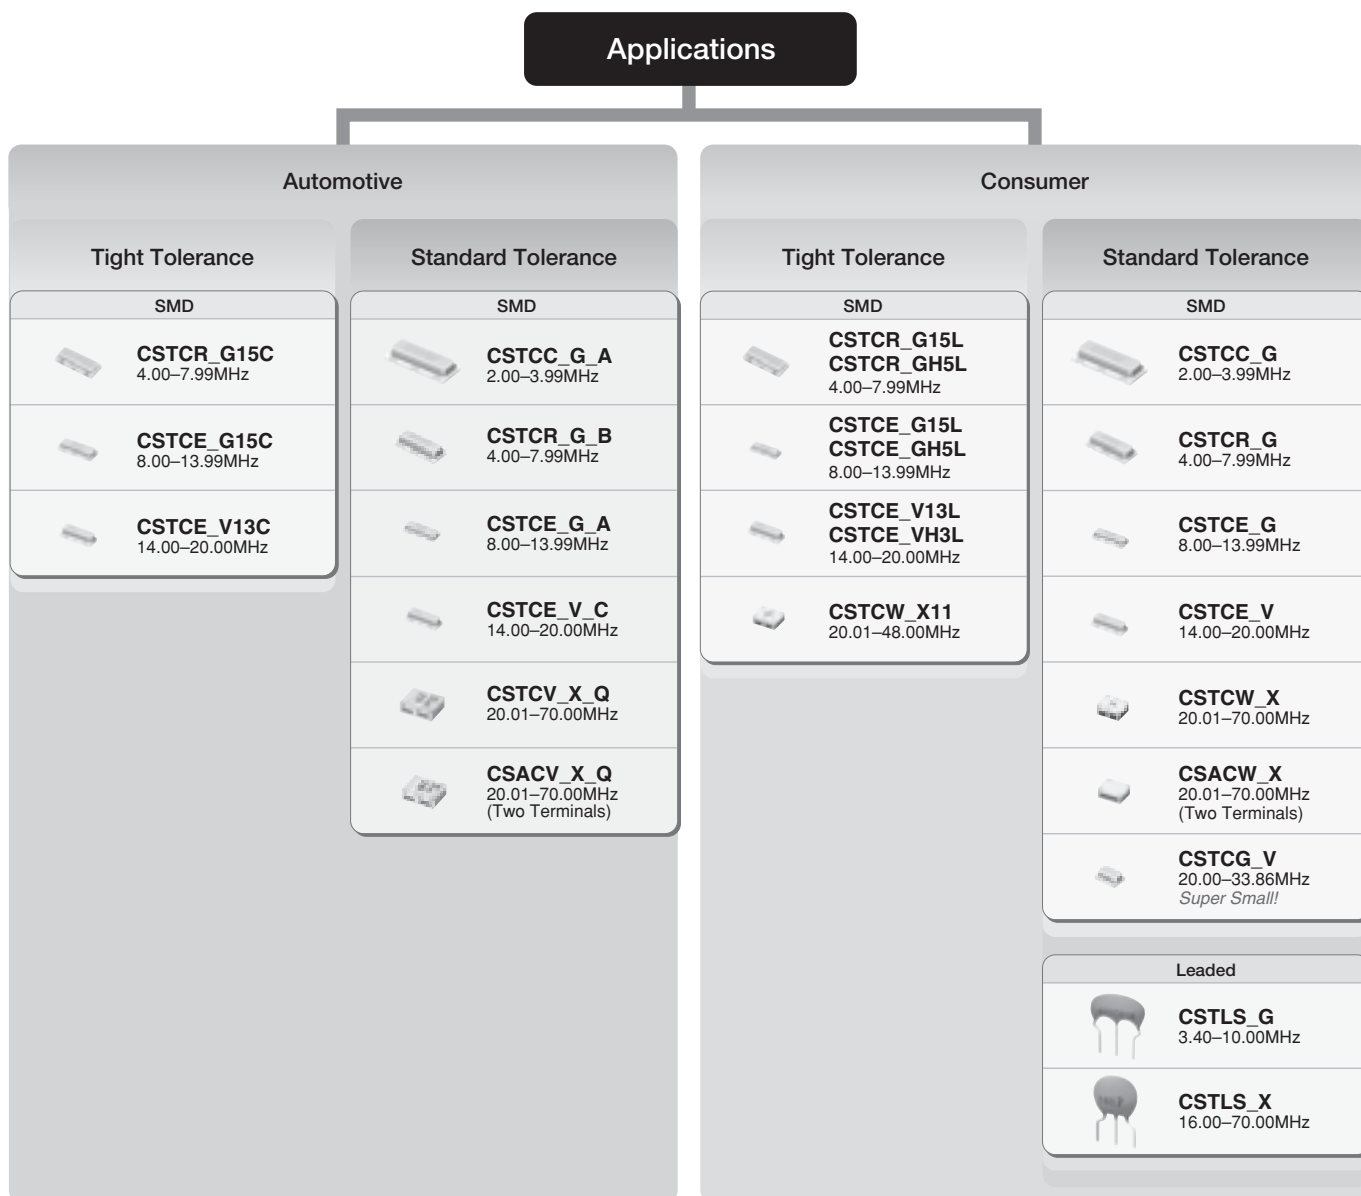 Applications
Automotive
Tight Tolerance
SMD
CSTCR_G15C
4.00–7.99MHz
CSTCE_G15C
8.00–13.99MHz
CSTCE_V13C
14.00–20.00MHz
Standard Tolerance
SMD
CSTCC_G_A
2.00–3.99MHz
CSTCR_G_B
4.00–7.99MHz
CSTCE_G_A
8.00–13.99MHz
CSTCE_V_C
14.00–20.00MHz
CSTCV_X_Q
20.01–70.00MHz
CSACV_X_Q
20.01–70.00MHz
(Two Terminals)
Consumer
Tight Tolerance
SMD
CSTCR_G15L
CSTCR_GH5L
4.00–7.99MHz
CSTCE_G15L
CSTCE_GH5L
8.00–13.99MHz
CSTCE_V13L
CSTCE_VH3L
14.00–20.00MHz
CSTCW_X11
20.01–48.00MHz
Standard Tolerance
SMD
CSTCC_G
2.00–3.99MHz
CSTCR_G
4.00–7.99MHz
CSTCE_G
8.00–13.99MHz
CSTCE_V
14.00–20.00MHz
CSTCW_X
20.01–70.00MHz
CSACW_X
20.01–70.00MHz
(Two Terminals)
CSTCG_V
20.00–33.86MHz
Super Small!
Leaded
CSTLS_G
3.40–10.00MHz
CSTLS_X
16.00–70.00MHz